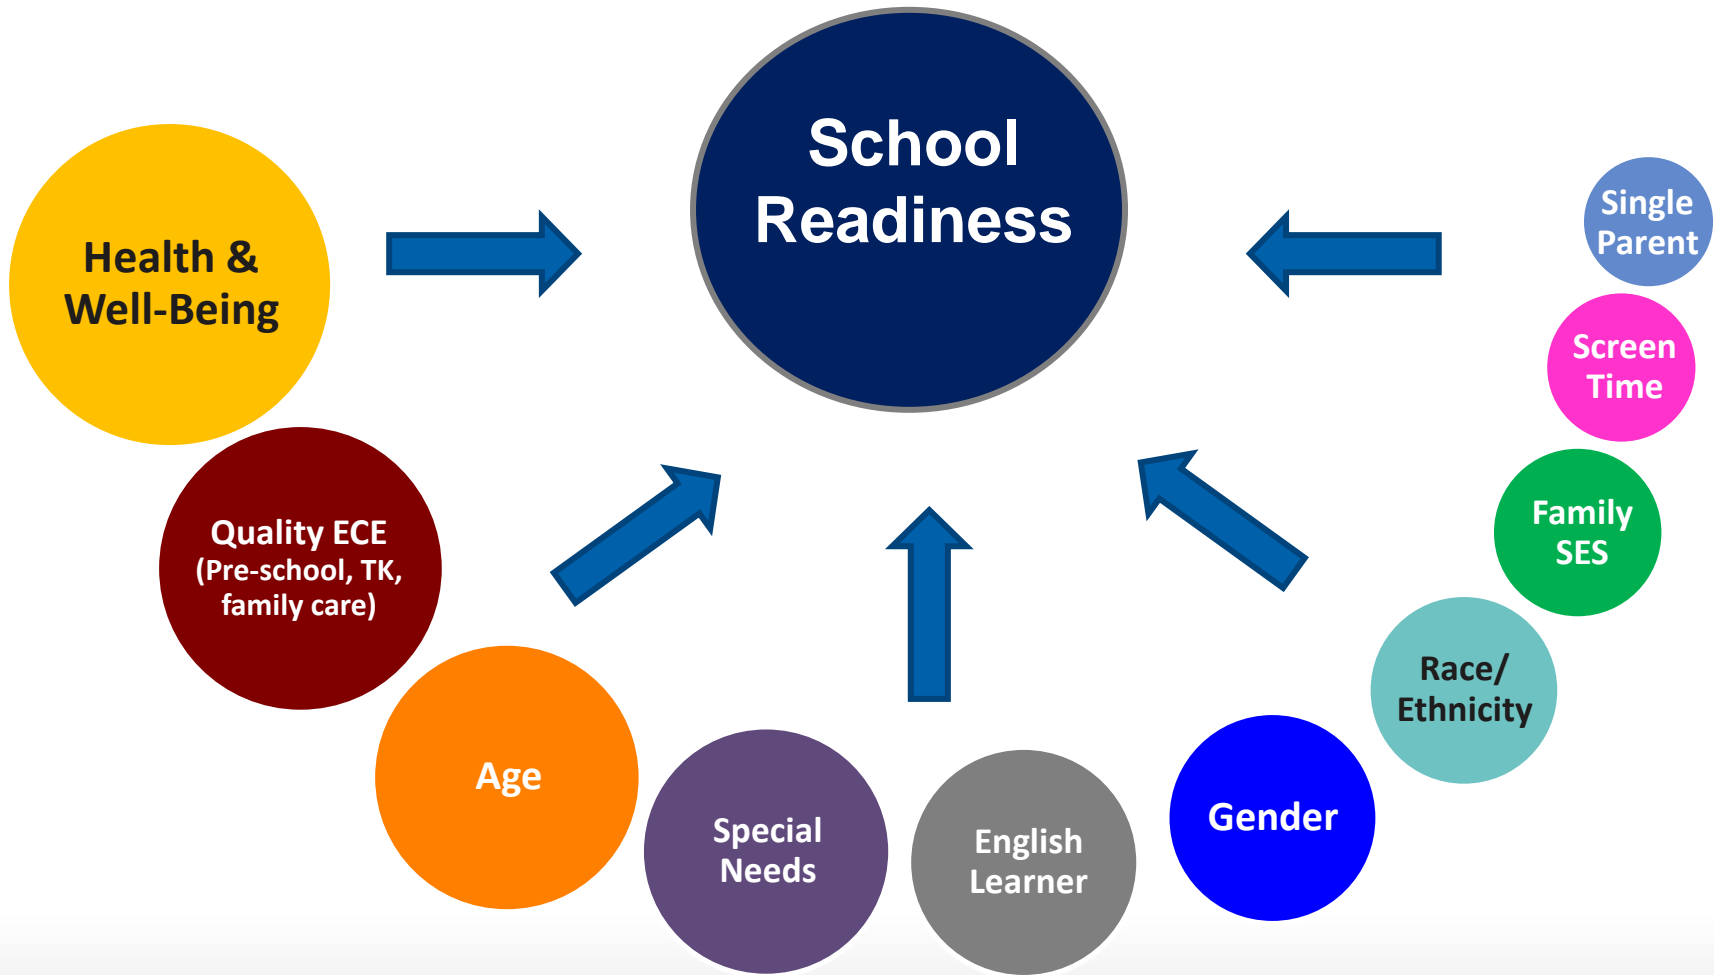 School
Readiness
Health &
Well-Being
Quality ECE
(Pre-school, TK,
family care)
Age
Special
Needs
English
Learner
Gender
Race/
Ethnicity
Family
SES
Screen
Time
Single
Parent